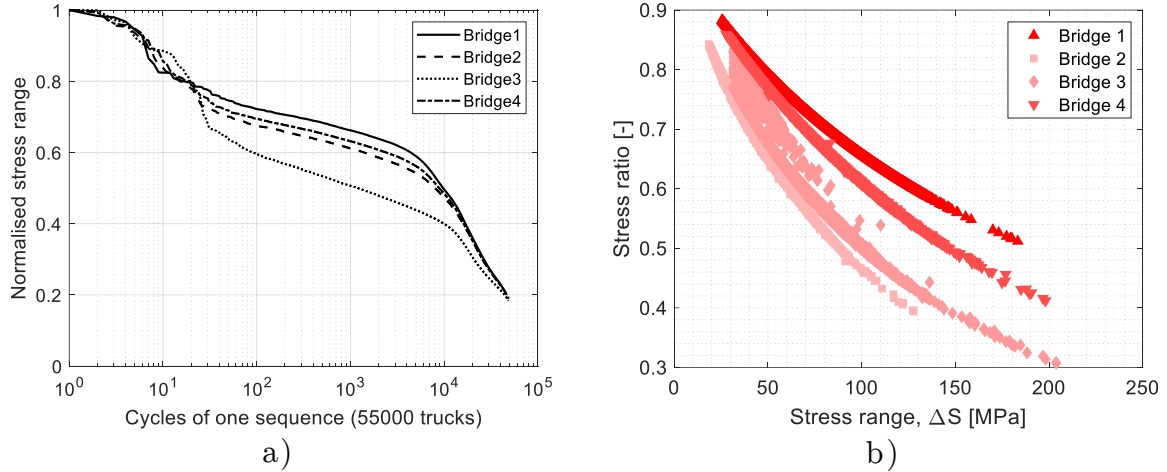 1
0.8
0.6
0.4
0.2
0
Normalised stress range
10^0 10^1 10^2 10^3 10^4 10^5
Cycles of one sequence (55000 trucks)
Bridge1
Bridge2
Bridge3
Bridge4
a)
0.9
0.8
0.7
0.6
0.5
0.4
0.3
Stress ratio [-]
0 50 100 150 200 250
Stress range, ΔS [MPa]
Bridge 1
Bridge 2
Bridge 3
Bridge 4
b)